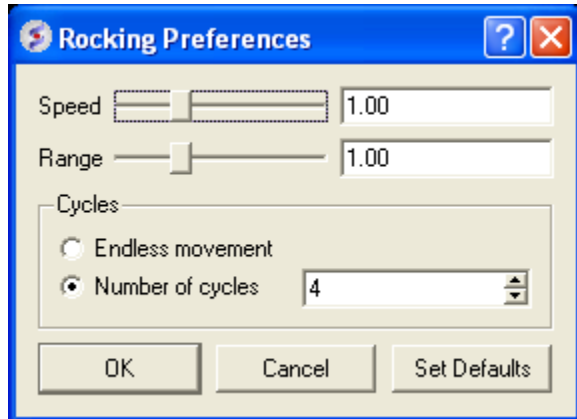 Rocking Preferences ?
Speed 1.00
Range 1.00
Cycles
Endless movement
Number of cycles 4
OK Cancel Set Defaults